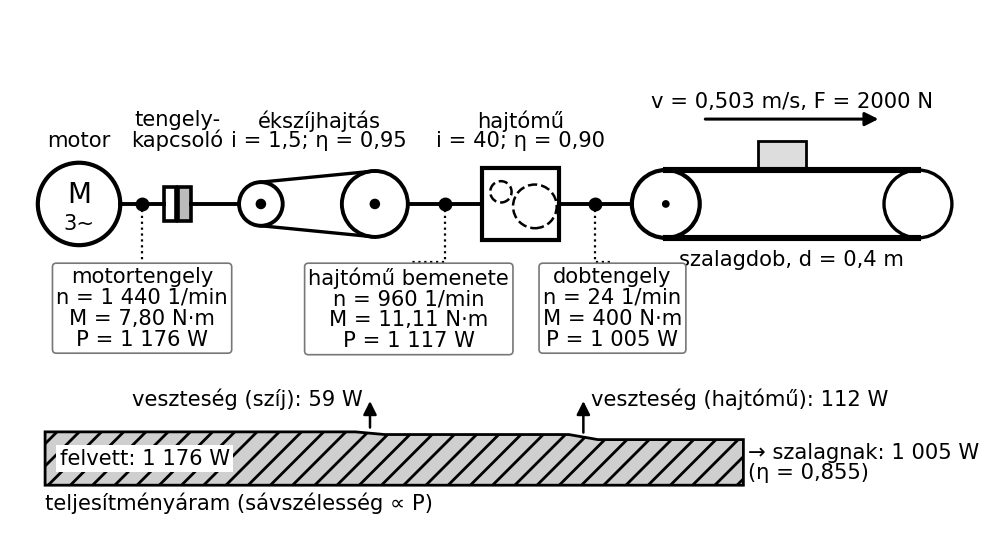 v = 0,503 m/s, F = 2000 N
motor
tengely-
kapcsoló
ékszíjhajtás
i = 1,5; η = 0,95
hajtómű
i = 40; η = 0,90
M
3~
szalagdob, d = 0,4 m
motortengely
n = 1 440 1/min
M = 7,80 N·m
P = 1 176 W
hajtómű bemenete
n = 960 1/min
M = 11,11 N·m
P = 1 117 W
dobtengely
n = 24 1/min
M = 400 N·m
P = 1 005 W
veszteség (szíj): 59 W
veszteség (hajtómű): 112 W
felvett: 1 176 W
→ szalagnak: 1 005 W
(η = 0,855)
teljesítményáram (sávszélesség ∝ P)